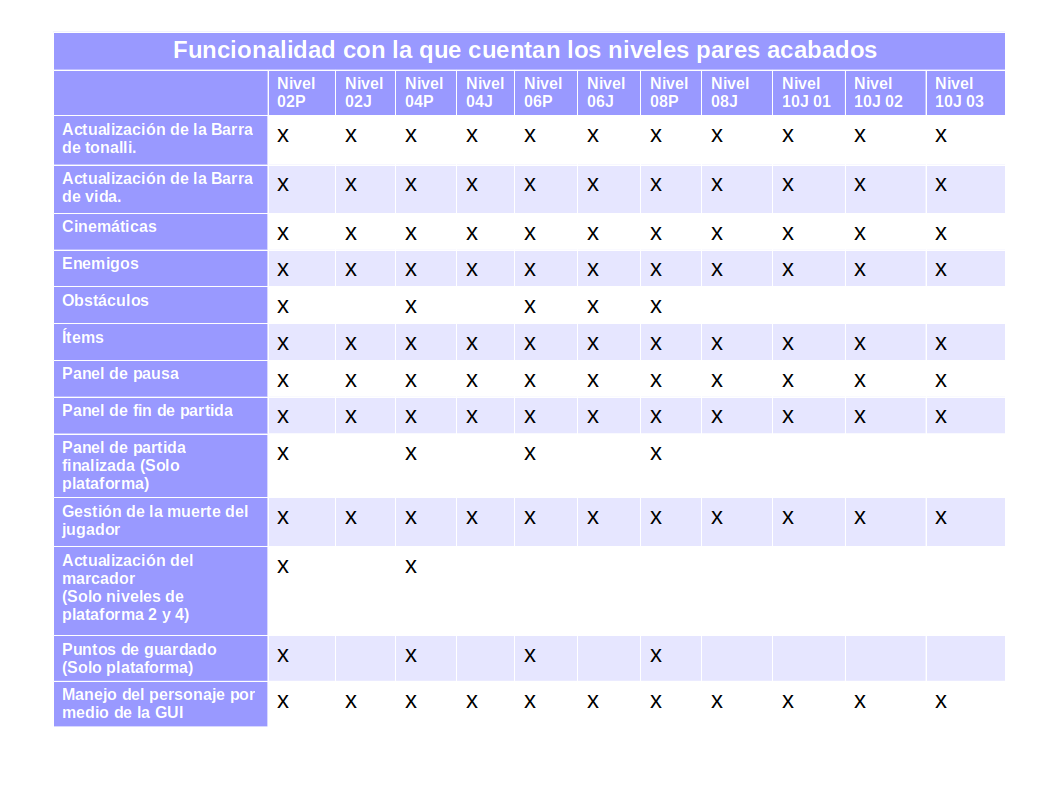 Funcionalidad con la que cuentan los niveles pares acabados
Nivel 02P Nivel 02J Nivel 04P Nivel 04J Nivel 06P Nivel 06J Nivel 08P Nivel 08J Nivel 10J 01 Nivel 10J 02 Nivel 10J 03
Actualización de la Barra
de tonalli.
x x x x x x x x x x x
Actualización de la Barra
de vida.
x x x x x x x x x x x
Cinemáticas x x x x x x x x x x x
Enemigos x x x x x x x x x x x
Obstáculos x x x x x
Ítems x x x x x x x x x x x
Panel de pausa x x x x x x x x x x x
Panel de fin de partida x x x x x x x x x x x
Panel de partida
finalizada (Solo
plataforma)
x x x x
Gestión de la muerte del
jugador
x x x x x x x x x x x
Actualización del
marcador
(Solo niveles de
plataforma 2 y 4)
x x
Puntos de guardado
(Solo plataforma)
x x x x
Manejo del personaje por
medio de la GUI
x x x x x x x x x x x